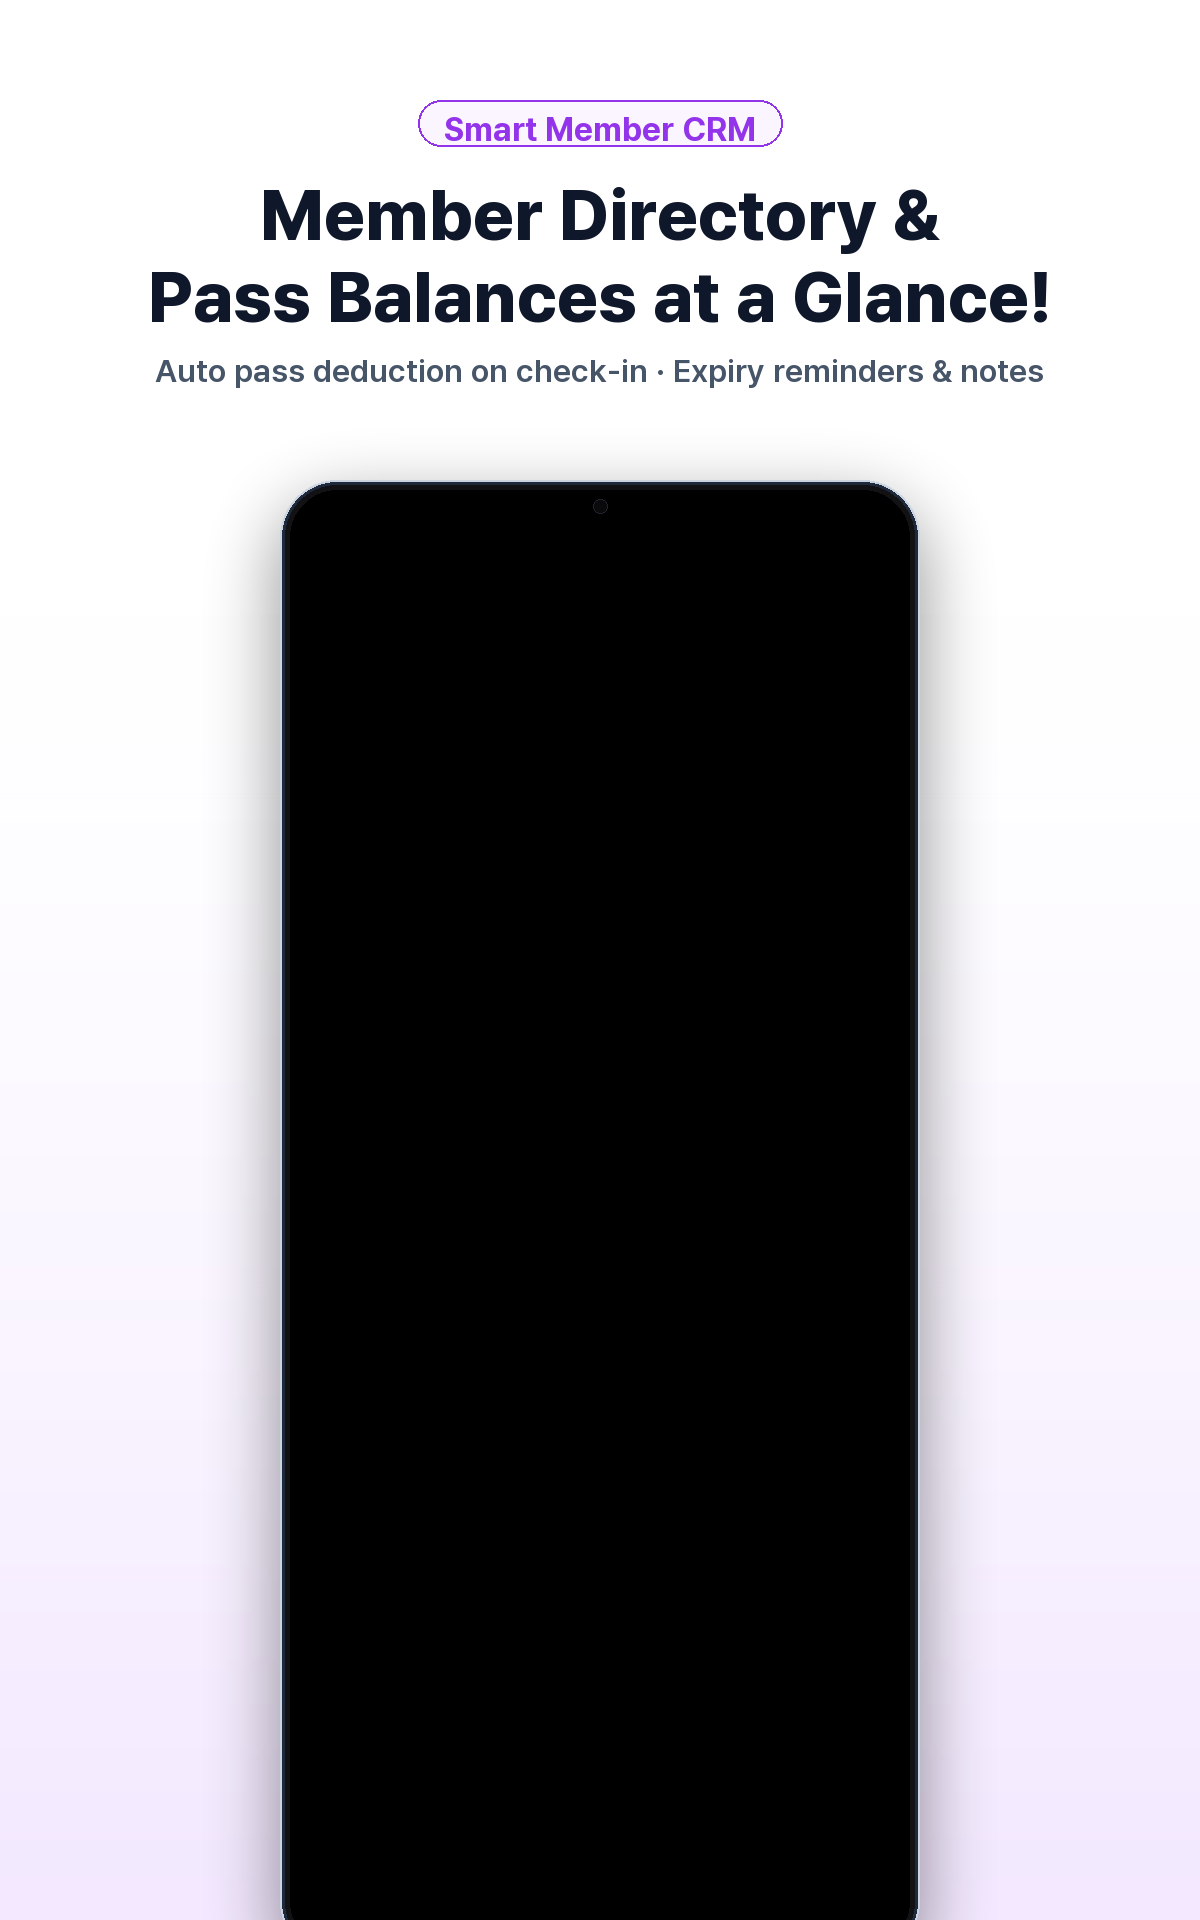 Smart Member CRM
Member Directory &
Pass Balances at a Glance!
Auto pass deduction on check-in · Expiry reminders & notes